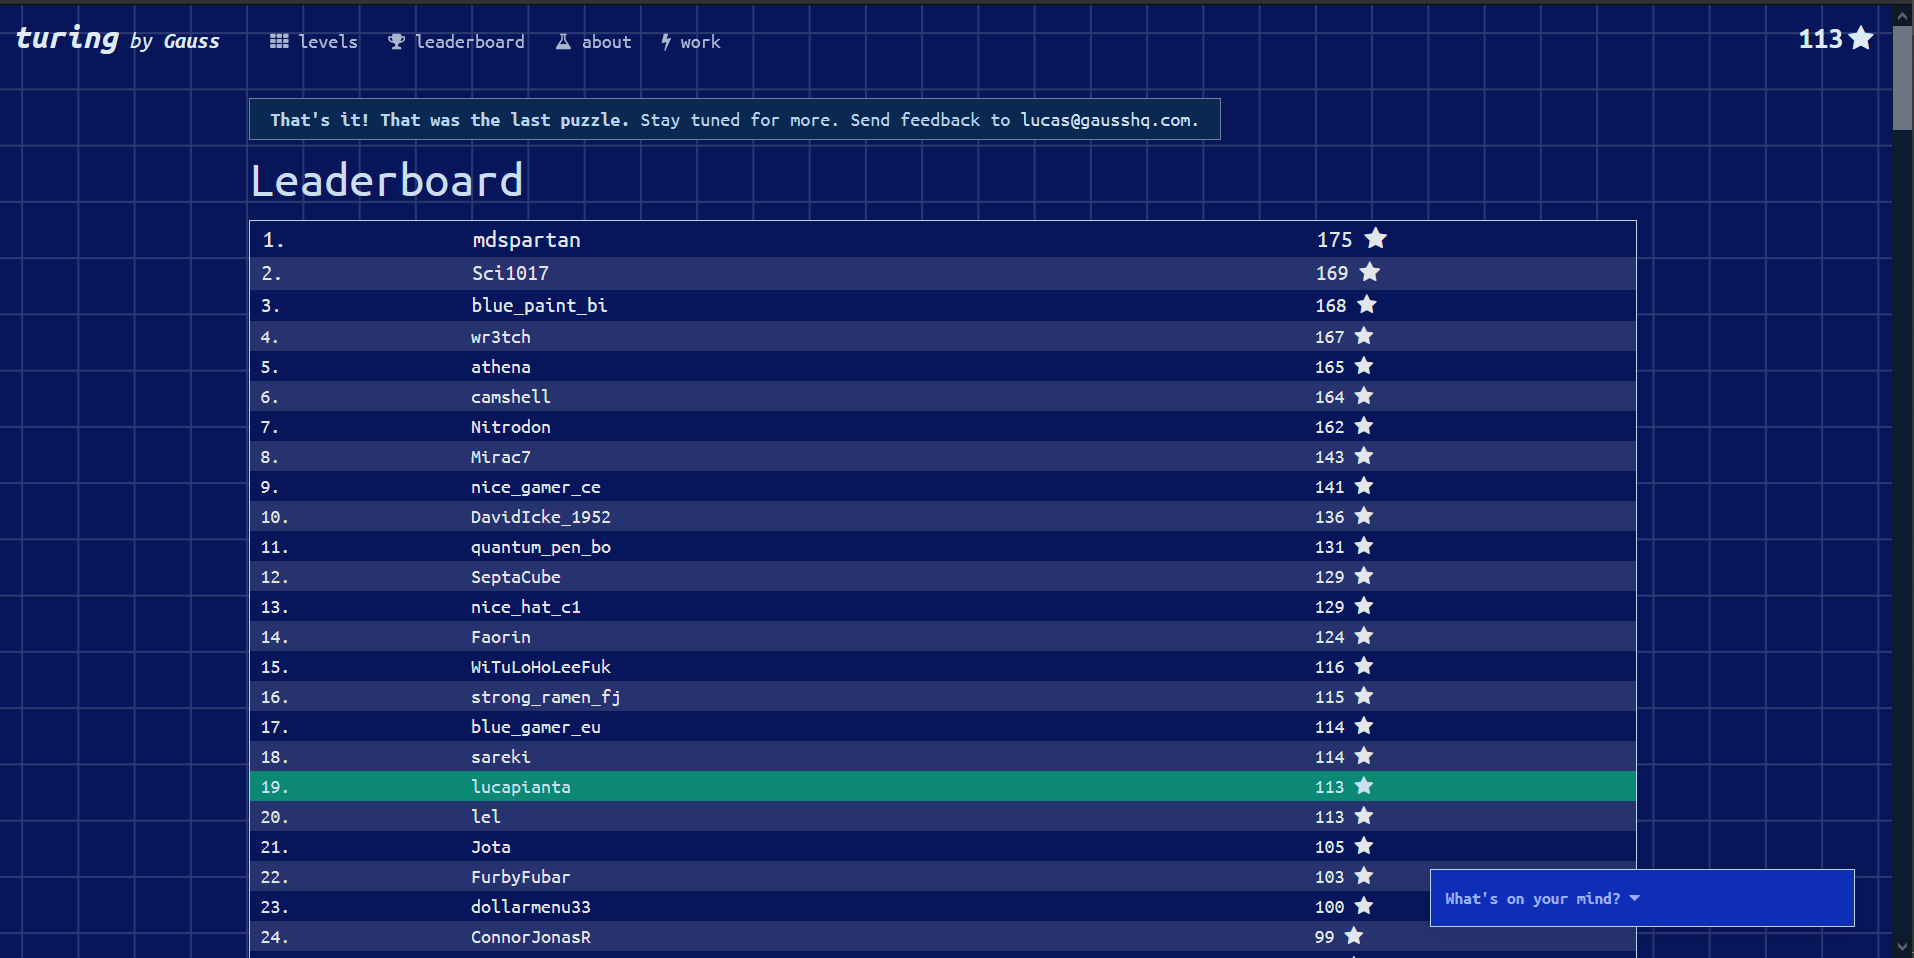 turing by Gauss levels leaderboard about work 113
That's it! That was the last puzzle. Stay tuned for more. Send feedback to lucas@gausshq.com.
Leaderboard
1. mdspartan 175
2. Sci1017 169
3. blue_paint_bi 168
4. wr3tch 167
5. athena 165
6. camshell 164
7. Nitrodon 162
8. Mirac7 143
9. nice_gamer_ce 141
10. DavidIcke_1952 136
11. quantum_pen_bo 131
12. SeptaCube 129
13. nice_hat_c1 129
14. Faorin 124
15. WiTuLoHoLeeFuk 116
16. strong_ramen_fj 115
17. blue_gamer_eu 114
18. sareki 114
19. lucapianta 113
20. lel 113
21. Jota 105
22. FurbyFubar 103
What's on your mind?
23. dollarmenu33 100
24. ConnorJonasR 99